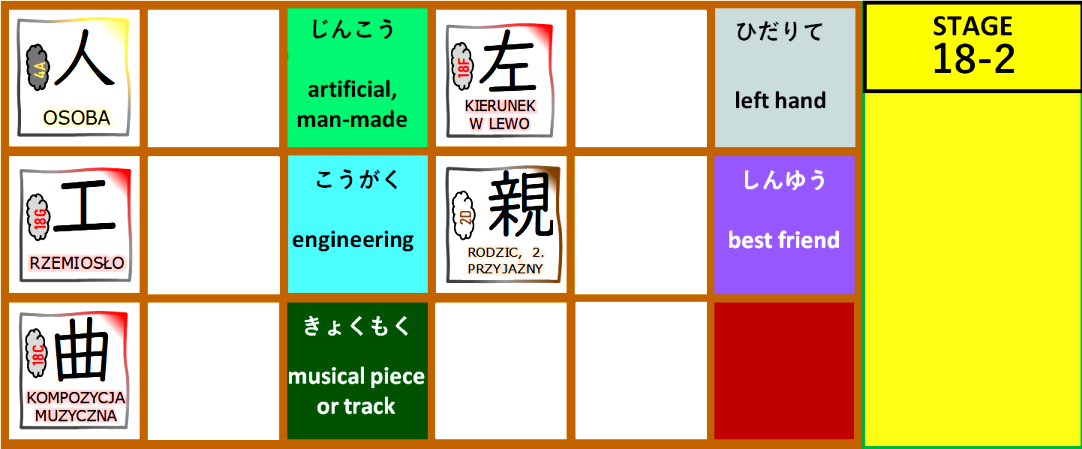 4A
人
OSOBA
じんこう
artificial,
man-made
18F
左
KIERUNEK
W LEWO
ひだりて
left hand
STAGE
18-2
18G
工
RZEMIOSŁO
こうがく
engineering
2D
親
RODZIC, 2.
PRZYJAZNY
しんゆう
best friend
18C
曲
KOMPOZYCJA
MUZYCZNA
きょくもく
musical piece
or track